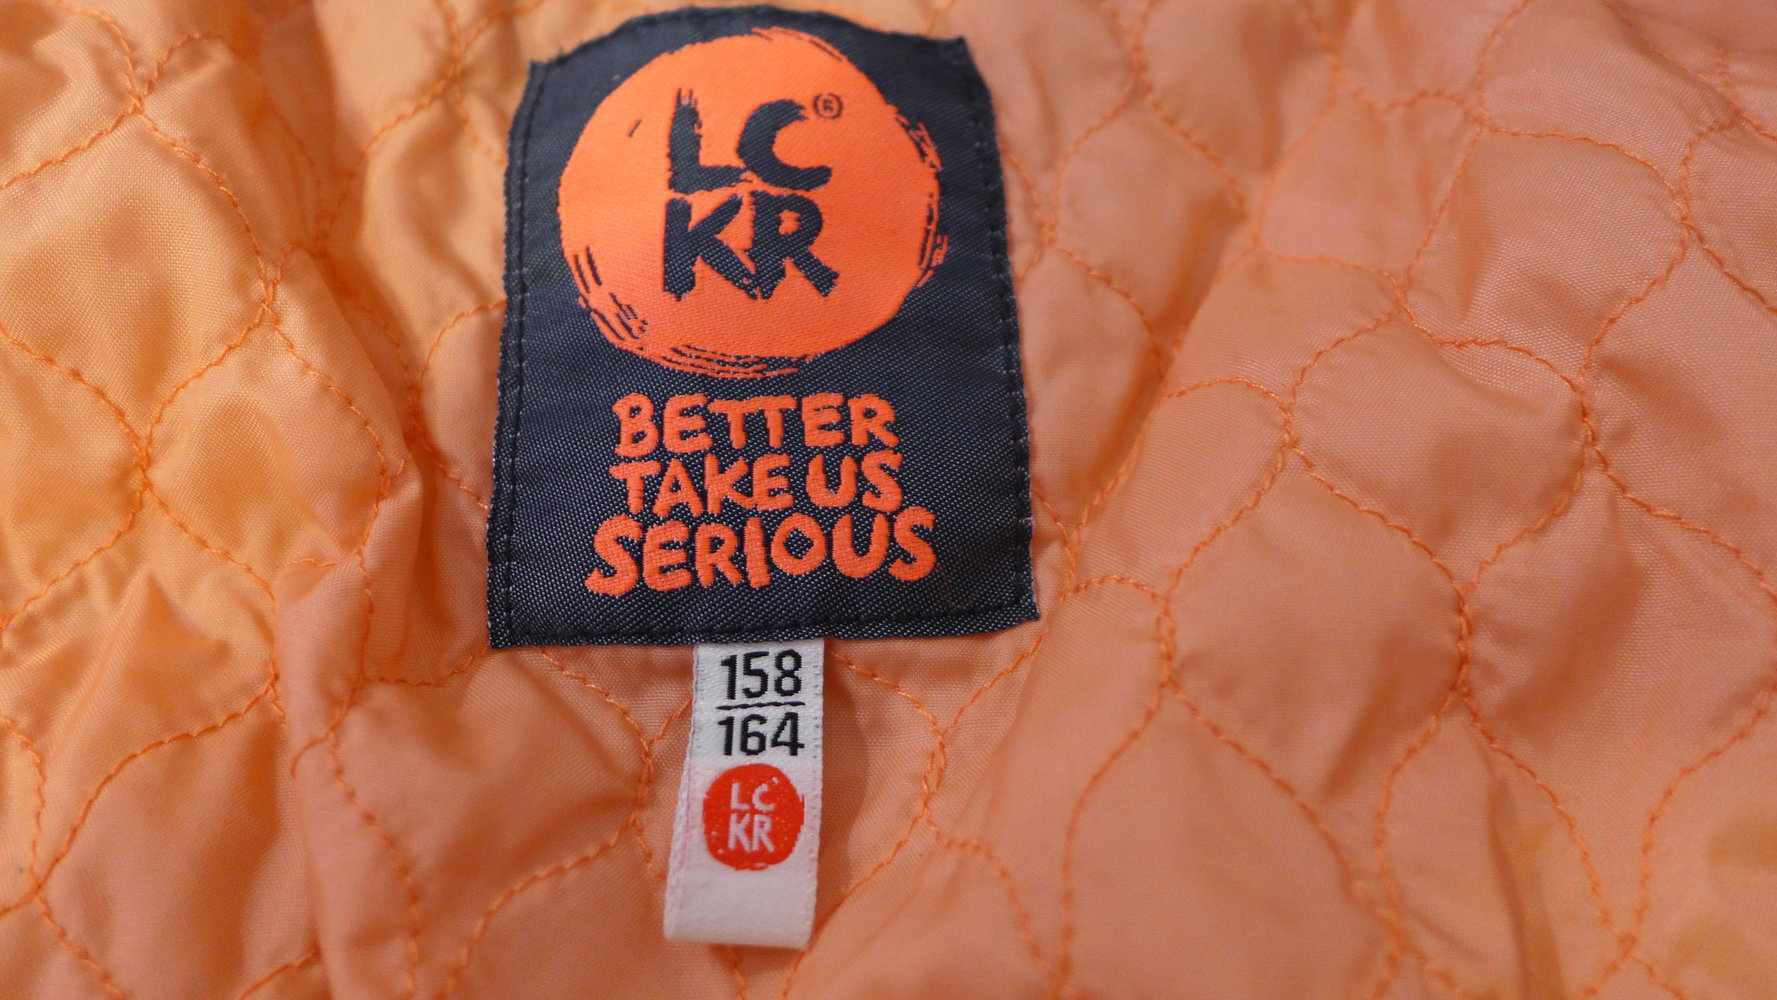 LC®
KR
BETTER
TAKE US
SERIOUS
158
164
LC
KR